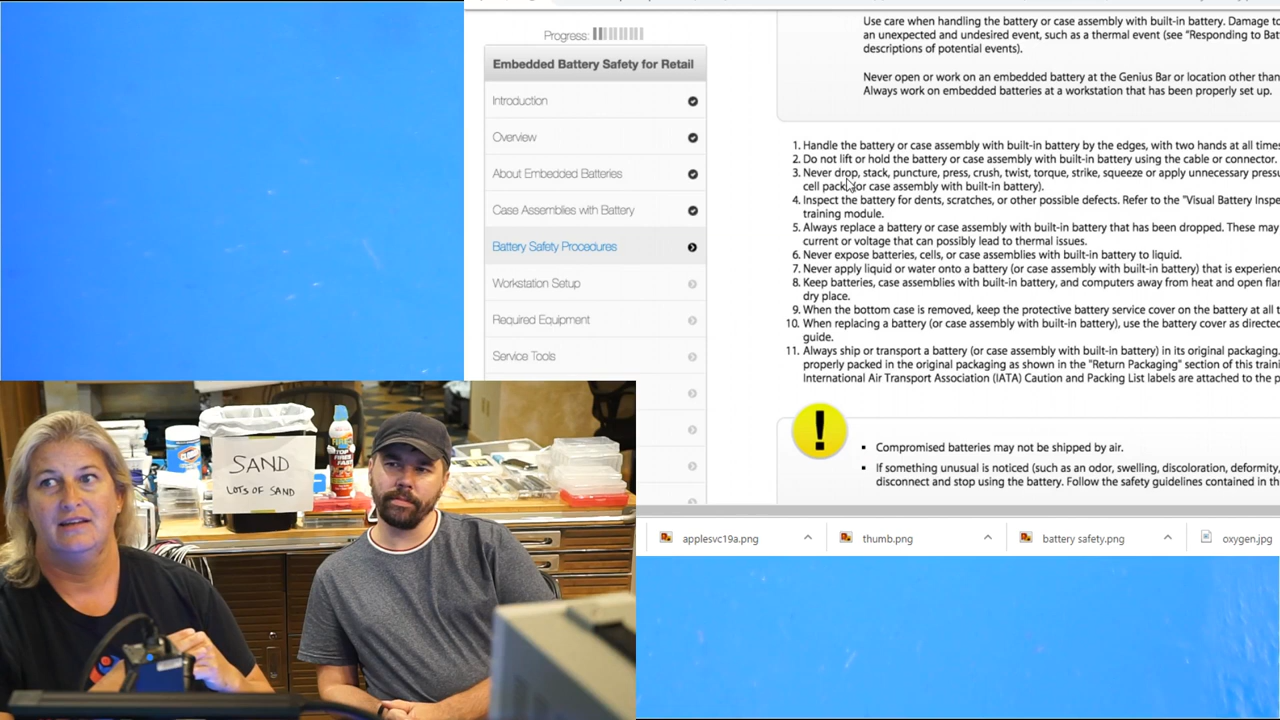 Progress:
Embedded Battery Safety for Retail
Introduction
Overview
About Embedded Batteries
Case Assemblies with Battery
Battery Safety Procedures
Workstation Setup
Required Equipment
Service Tools
Use care when handling the battery or case assembly with built-in battery. Damage to
an unexpected and undesired event, such as a thermal event (see "Responding to Bat
descriptions of potential events).
Never open or work on an embedded battery at the Genius Bar or location other than
Always work on embedded batteries at a workstation that has been properly set up.
1. Handle the battery or case assembly with built-in battery by the edges, with two hands at all times
2. Do not lift or hold the battery or case assembly with built-in battery using the cable or connector.
3. Never drop, stack, puncture, press, crush, twist, torque, strike, squeeze or apply unnecessary pressu
cell pack (or case assembly with built-in battery).
4. Inspect the battery for dents, scratches, or other possible defects. Refer to the "Visual Battery Inspe
training module.
5. Always replace a battery or case assembly with built-in battery that has been dropped. These may
current or voltage that can possibly lead to thermal issues.
6. Never expose batteries, cells, or case assemblies with built-in battery to liquid.
7. Never apply liquid or water onto a battery (or case assembly with built-in battery) that is experienc
8. Keep batteries, case assemblies with built-in battery, and computers away from heat and open flam
dry place.
9. When the bottom case is removed, keep the protective battery service cover on the battery at all t
10. When replacing a battery (or case assembly with built-in battery), use the battery cover as directed
guide.
11. Always ship or transport a battery (or case assembly with built-in battery) in its original packaging.
properly packed in the original packaging as shown in the "Return Packaging" section of this traini
International Air Transport Association (IATA) Caution and Packing List labels are attached to the p
!
Compromised batteries may not be shipped by air.
If something unusual is noticed (such as an odor, swelling, discoloration, deformity,
disconnect and stop using the battery. Follow the safety guidelines contained in th
applesvc19a.png
thumb.png
battery safety.png
oxygen.jpg
SAND
LOTS OF SAND
STOP
FIRES
FAST